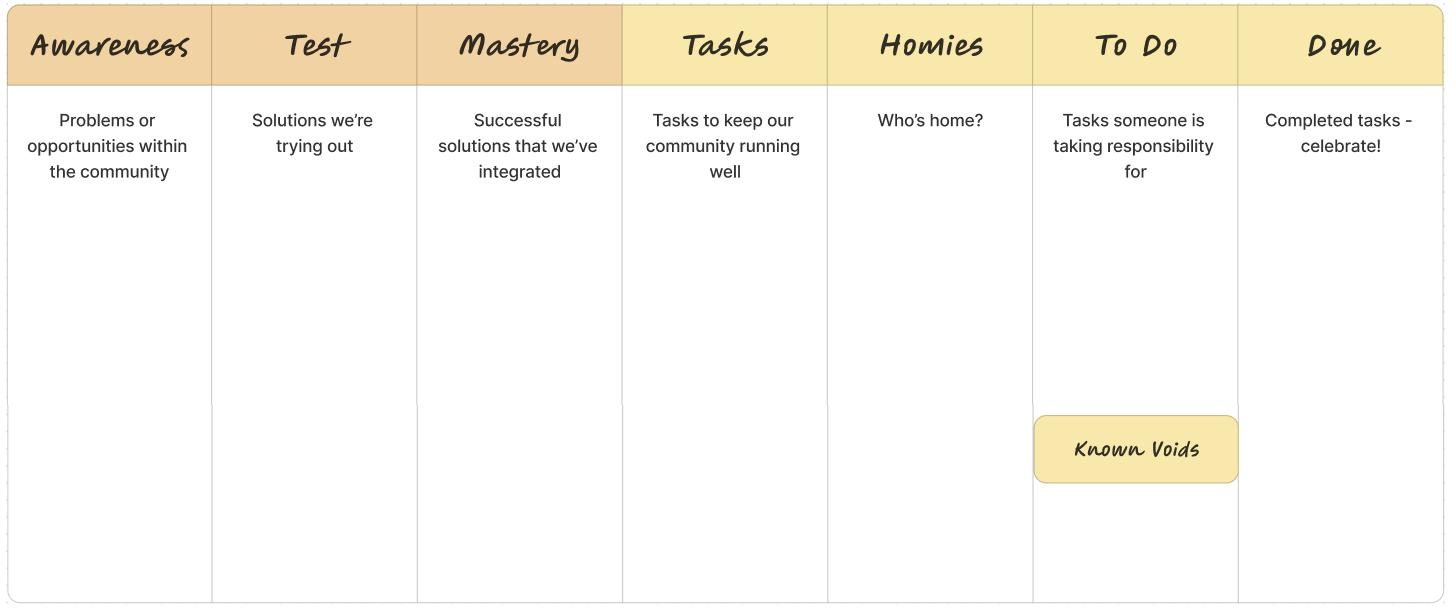 Awareness
Test
Mastery
Tasks
Homies
To Do
Done
Problems or
opportunities within
the community
Solutions we’re
trying out
Successful
solutions that we’ve
integrated
Tasks to keep our
community running
well
Who’s home?
Tasks someone is
taking responsibility
for
Completed tasks -
celebrate!
Known Voids